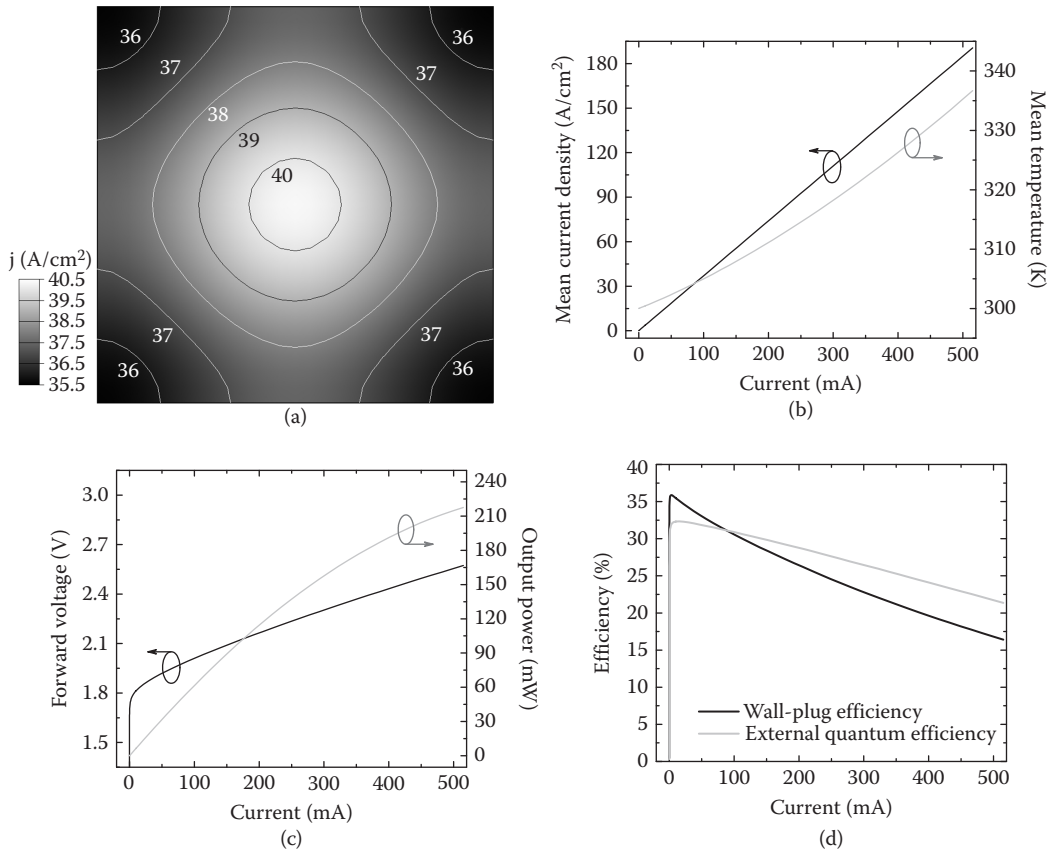 36
36
37
37
38
39
40
37
37
36
36
j (A/cm²)
40.5
39.5
38.5
37.5
36.5
35.5
(a)
Mean current density (A/cm²)
180
150
120
90
60
30
0
340
330
320
310
300
Mean temperature (K)
0 100 200 300 400 500
Current (mA)
(b)
Forward voltage (V)
3.0
2.7
2.4
2.1
1.8
1.5
240
210
180
150
120
90
60
30
0
Output power (mW)
0 100 200 300 400 500
Current (mA)
(c)
Efficiency (%)
40
35
30
25
20
15
10
5
0
Wall-plug efficiency
External quantum efficiency
0 100 200 300 400 500
Current (mA)
(d)